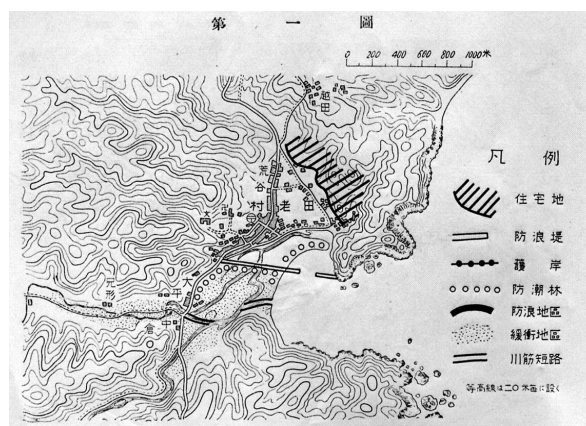 第一圖
0 200 400 600 800 1000米
越田
荒谷
村老田
大平
中倉
凡例
住宅地
防浪堤
護岸
防潮林
防浪地區
緩衝地區
川筋短路
等高線は二〇米每に設く